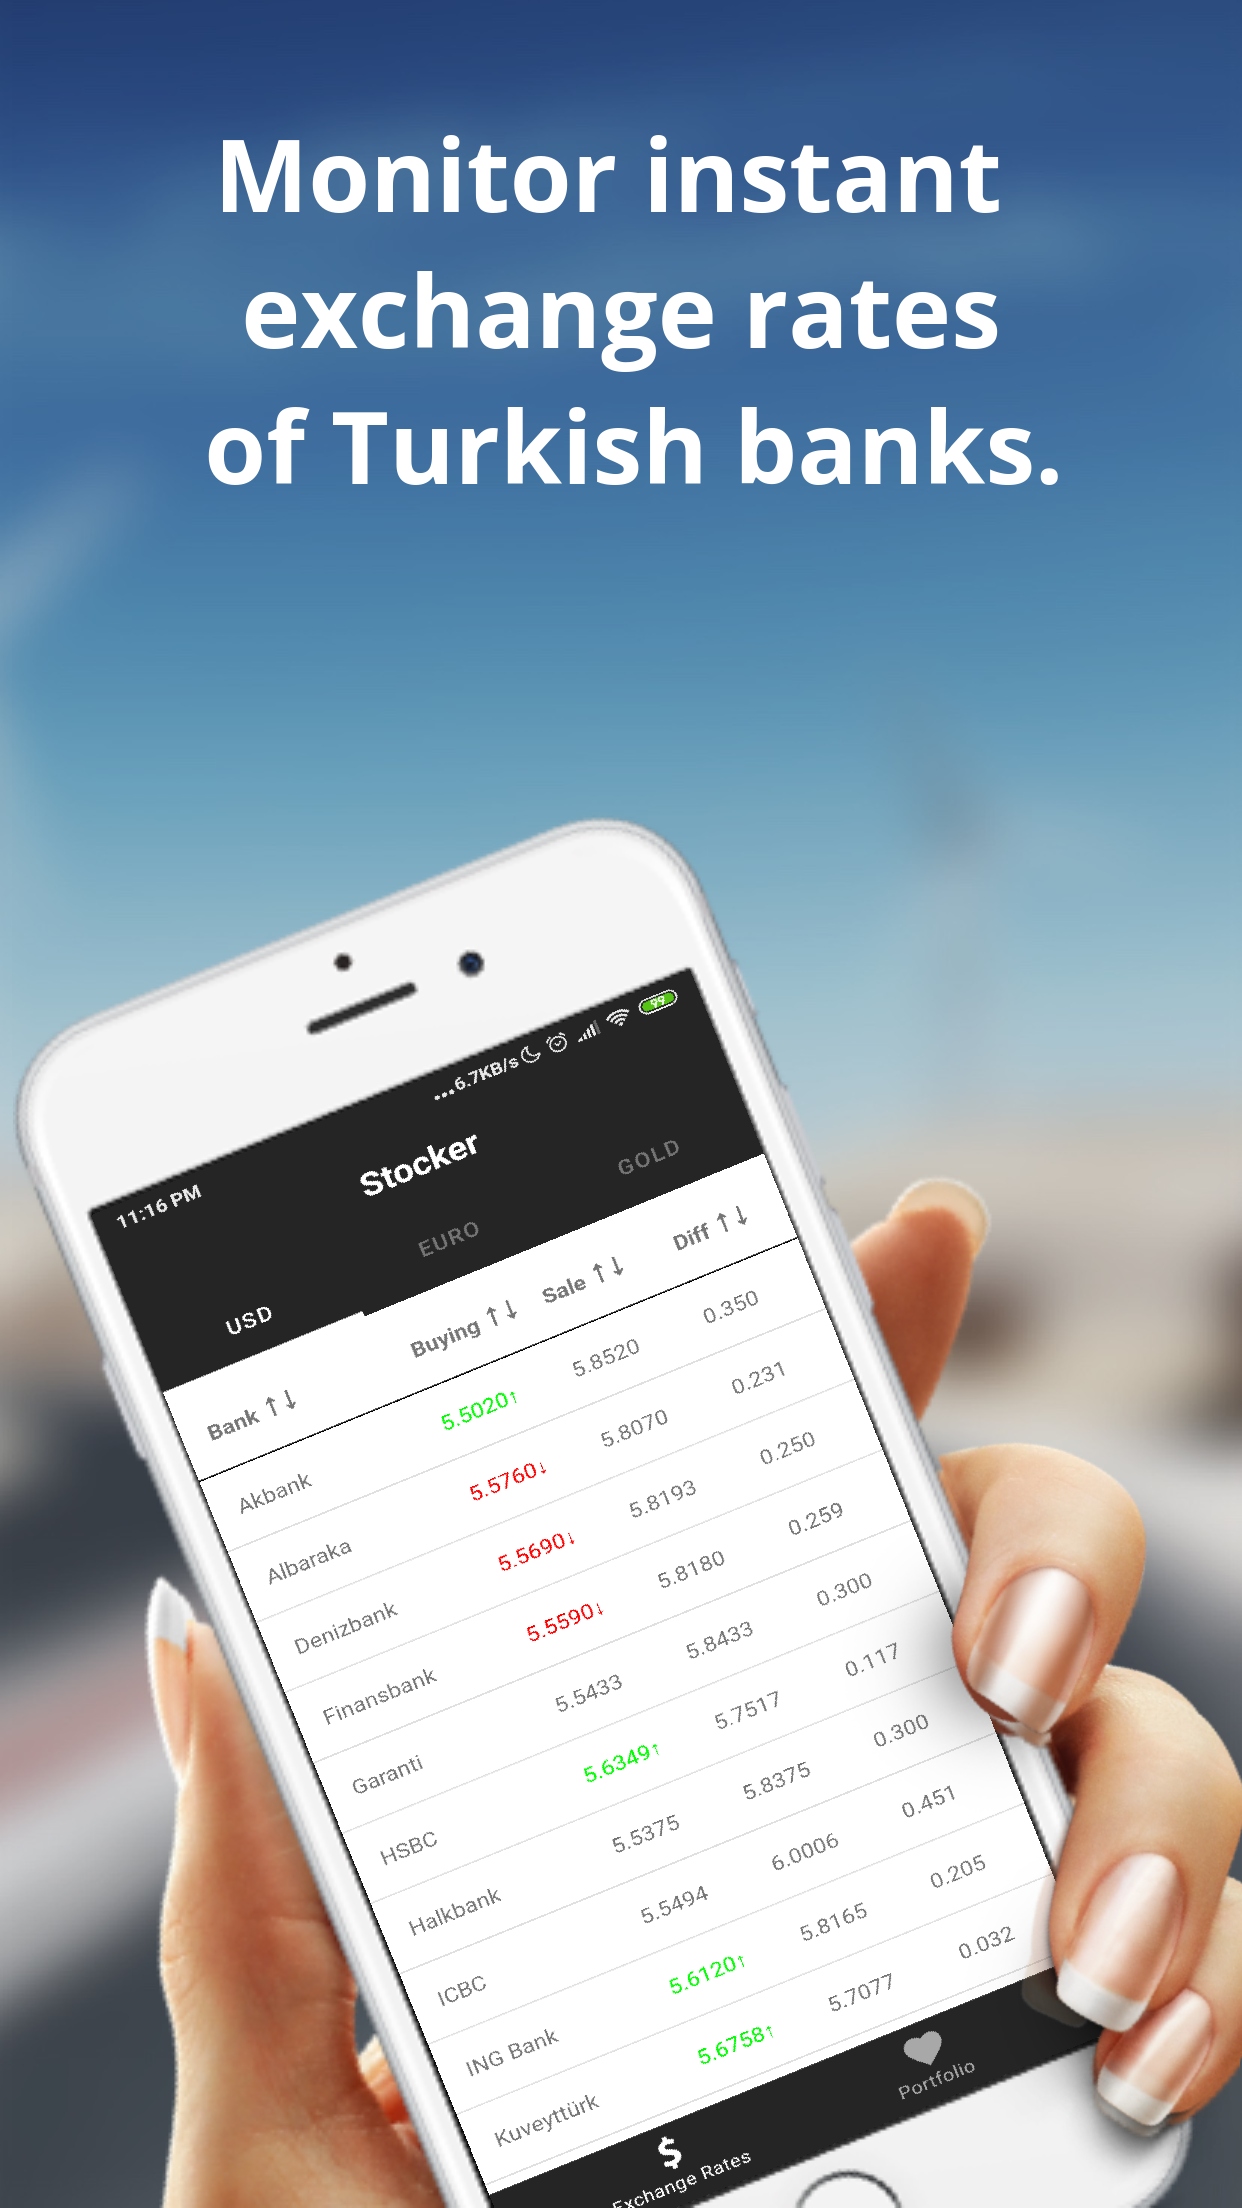 Monitor instant
exchange rates
of Turkish banks.
11:16 PM ...6.7KB/s 99
Stocker
USD EURO GOLD
Bank ↑↓ Buying ↑↓ Sale ↑↓ Diff ↑↓
Akbank 5.5020↑ 5.8520 0.350
Albaraka 5.5760↓ 5.8070 0.231
Denizbank 5.5690↓ 5.8193 0.250
Finansbank 5.5590↓ 5.8180 0.259
Garanti 5.5433 5.8433 0.300
HSBC 5.6349↑ 5.7517 0.117
Halkbank 5.5375 5.8375 0.300
ICBC 5.5494 6.0006 0.451
ING Bank 5.6120↑ 5.8165 0.205
Kuveyttürk 5.6758↑ 5.7077 0.032
$
Exchange Rates Portfolio